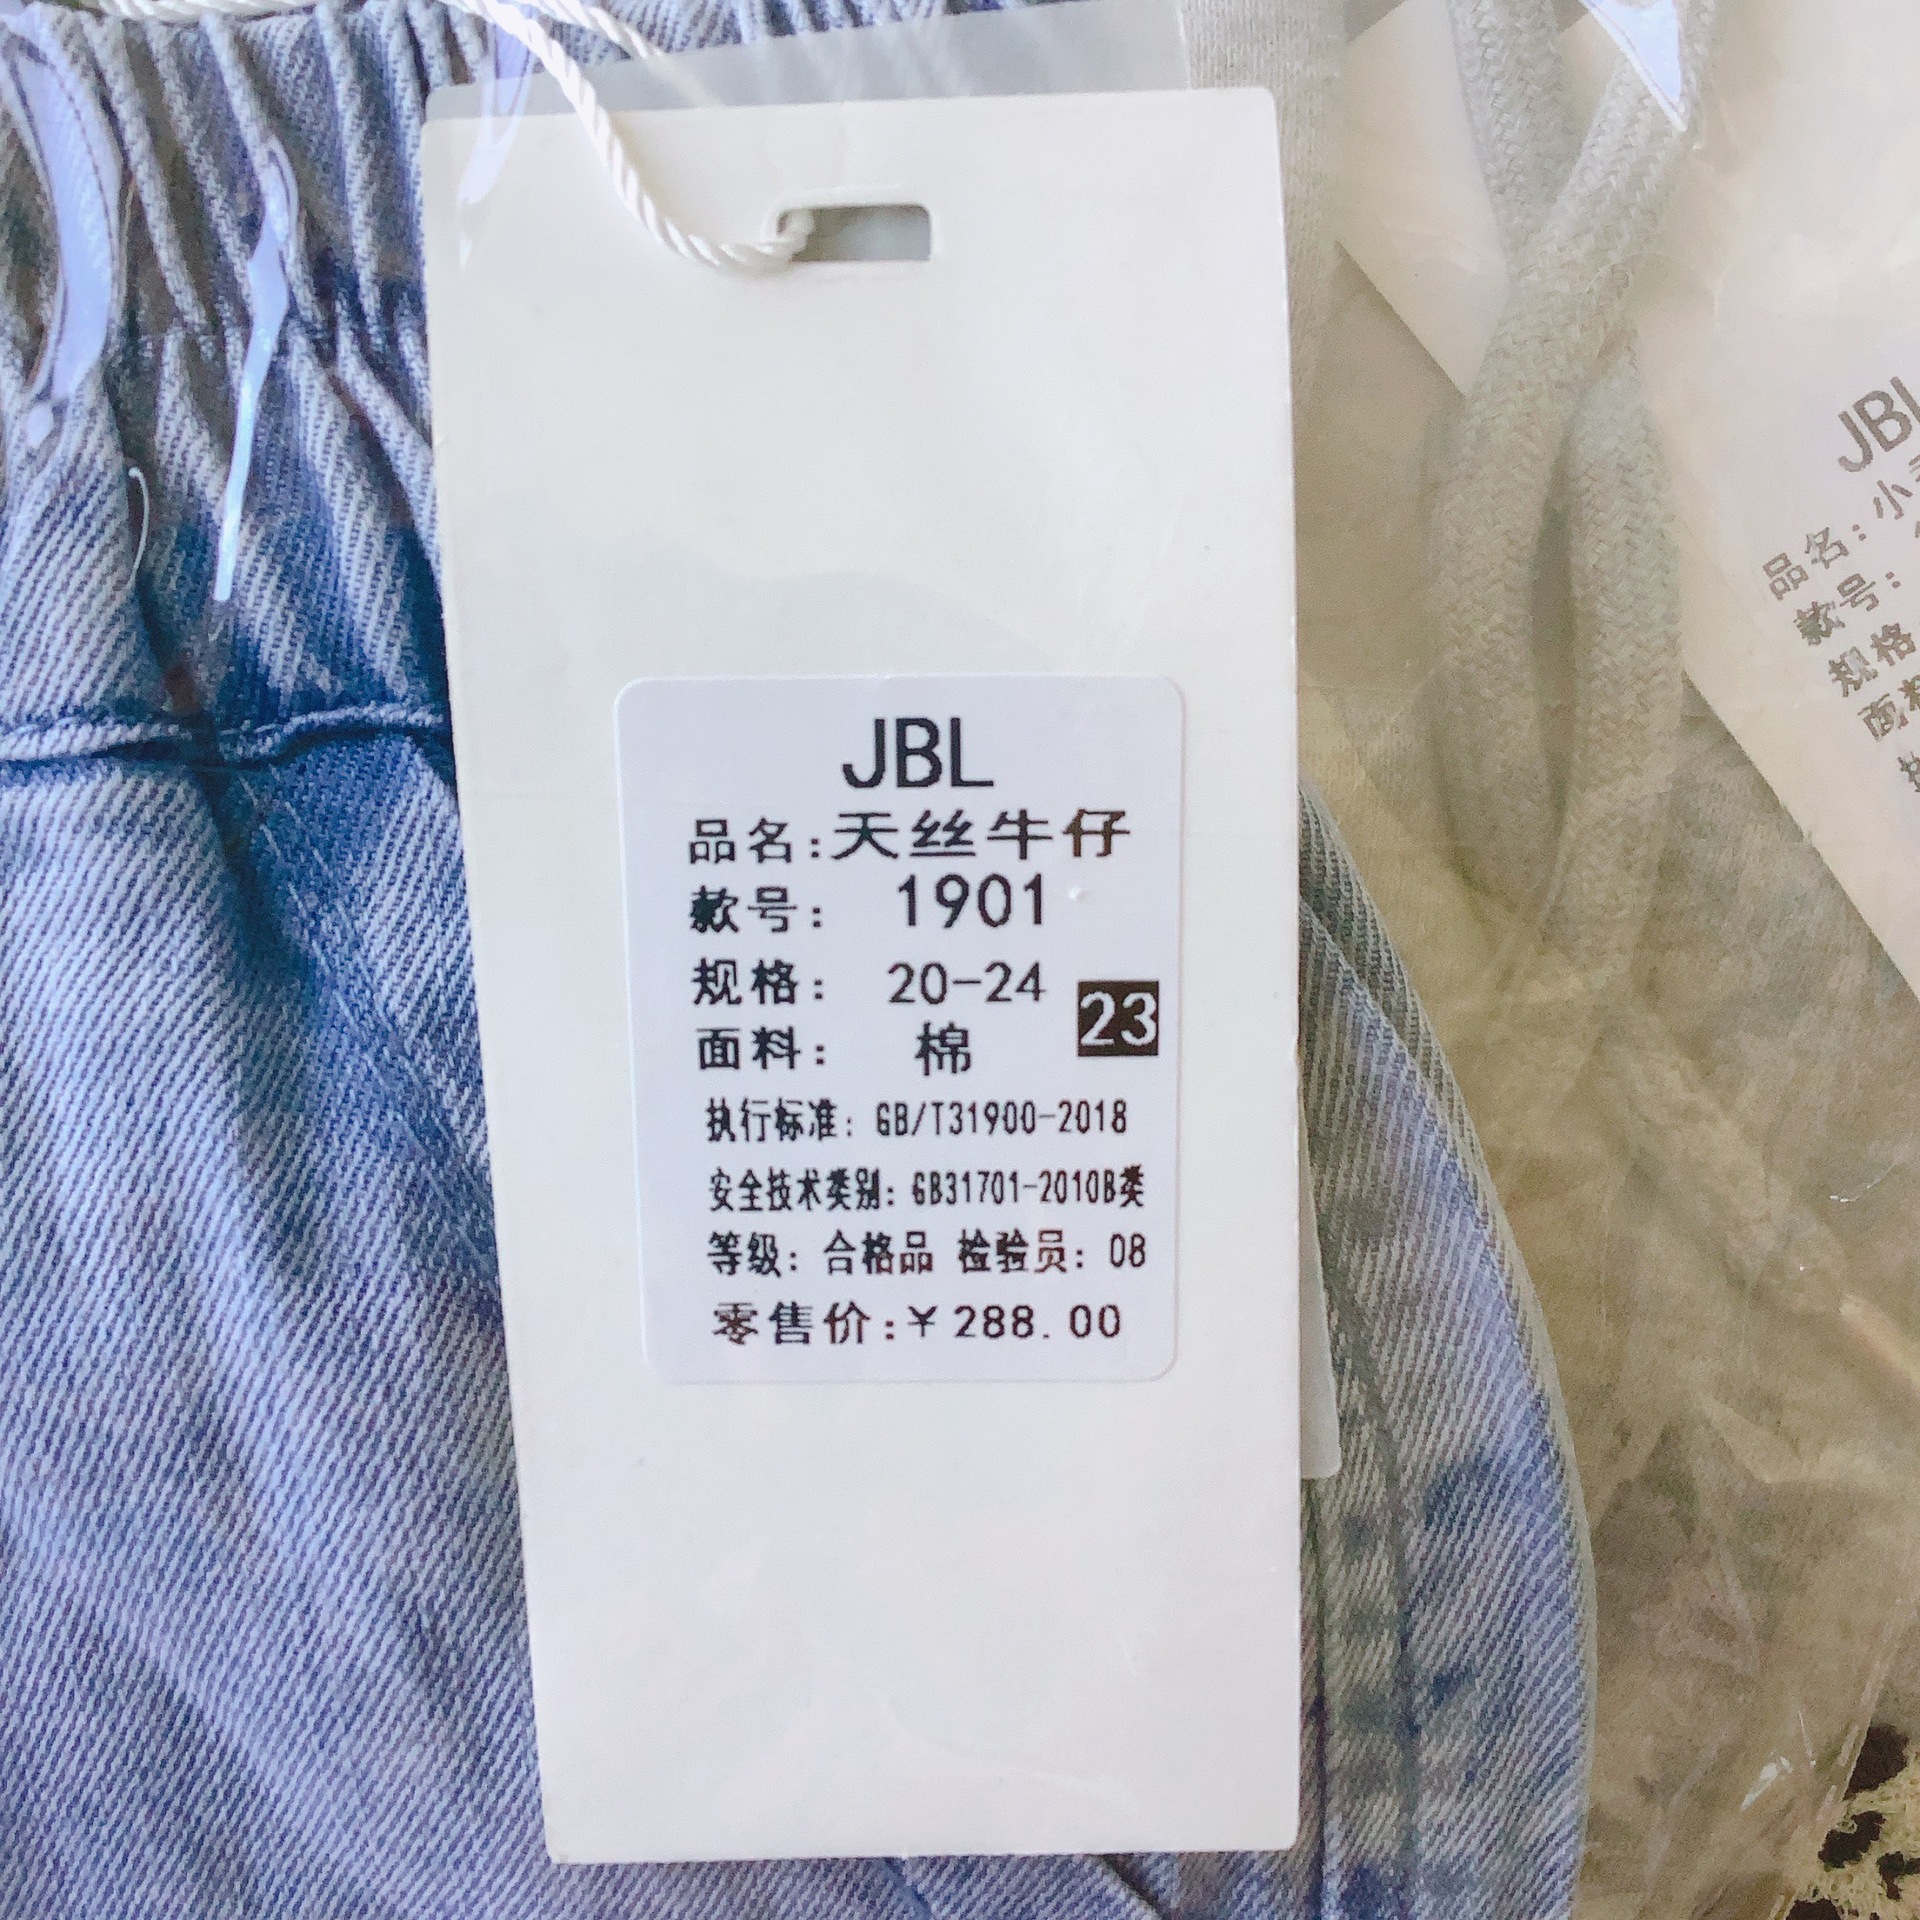 JBL
品名:天丝牛仔
款号: 1901
规格: 20-24
23
面料: 棉
执行标准: GB/T31900-2018
安全技术类别: GB31701-2010B类
等级: 合格品 检验员: 08
零售价:¥288.00
JBL
品名: 小
款号:
规格
面料
执